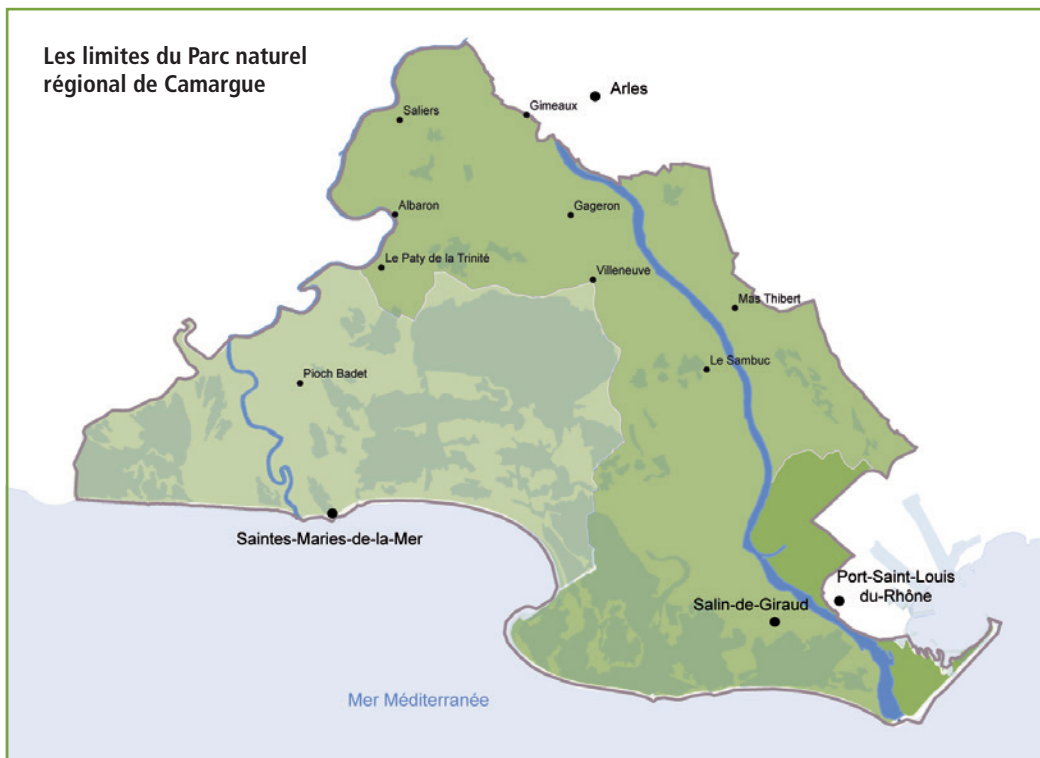 Les limites du Parc naturel
régional de Camargue
Arles
Gimeaux
Saliers
Albaron
Gageron
Le Paty de la Trinité
Villeneuve
Mas Thibert
Le Sambuc
Pioch Badet
Saintes-Maries-de-la-Mer
Port-Saint-Louis
du-Rhône
Salin-de-Giraud
Mer Méditerranée